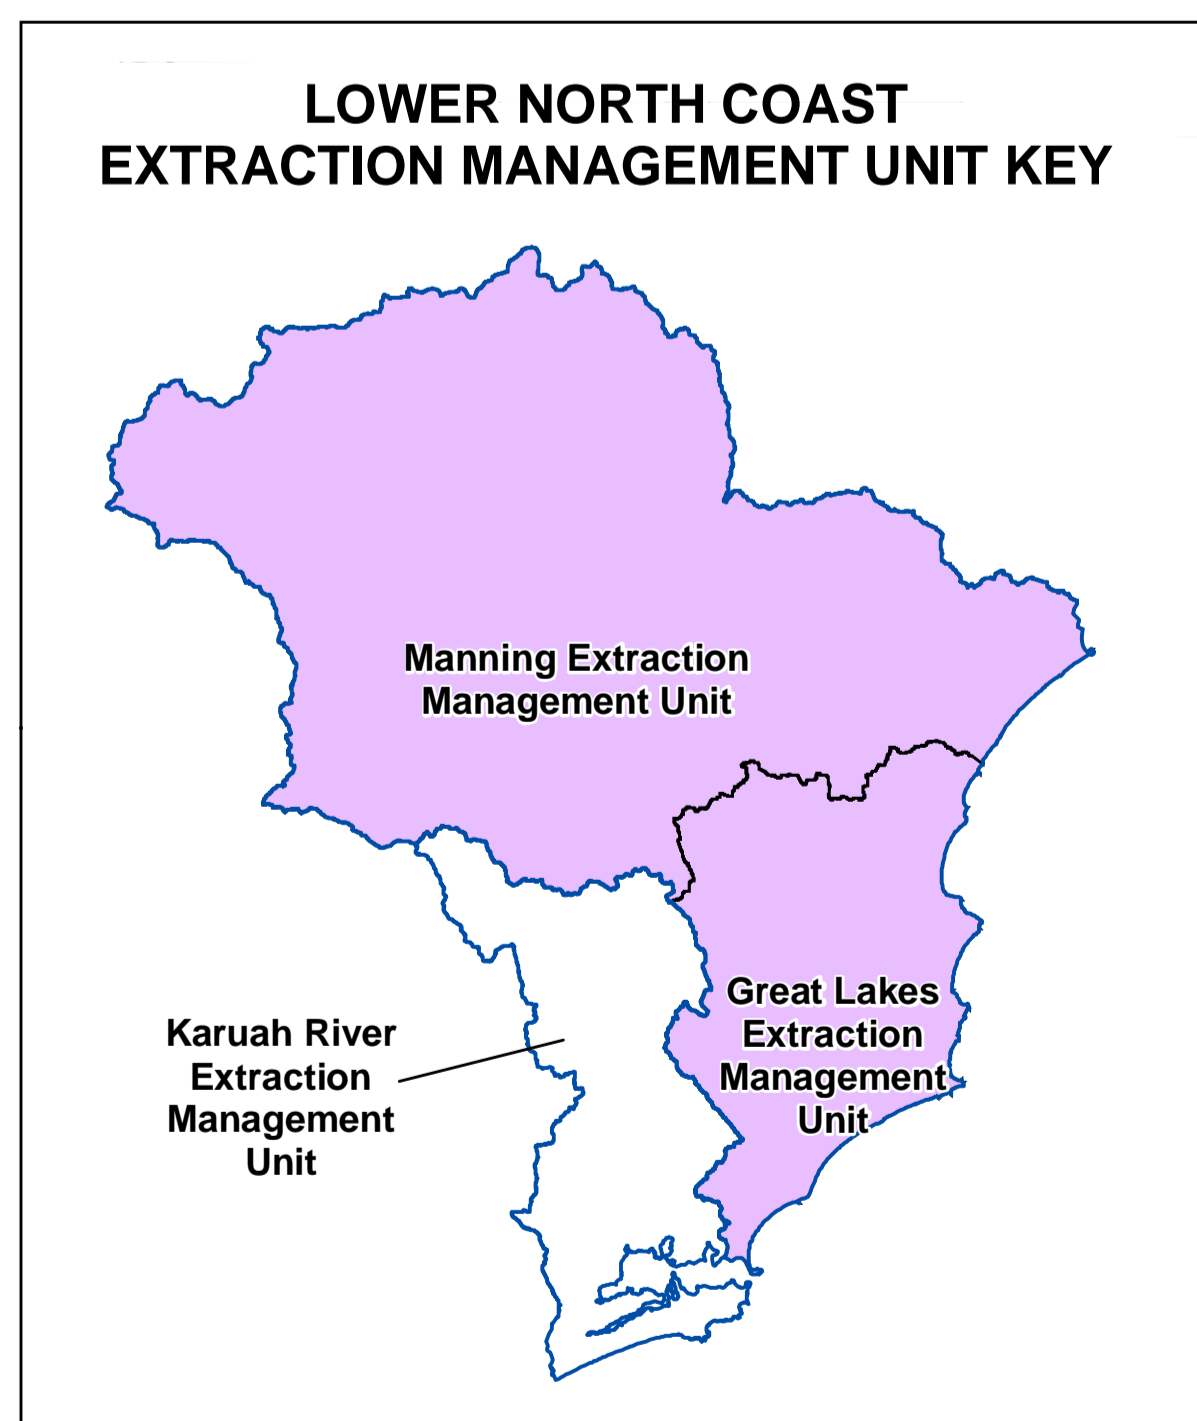 LOWER NORTH COAST
EXTRACTION MANAGEMENT UNIT KEY
Manning Extraction
Management Unit
Great Lakes
Extraction
Management
Unit
Karuah River
Extraction
Management
Unit